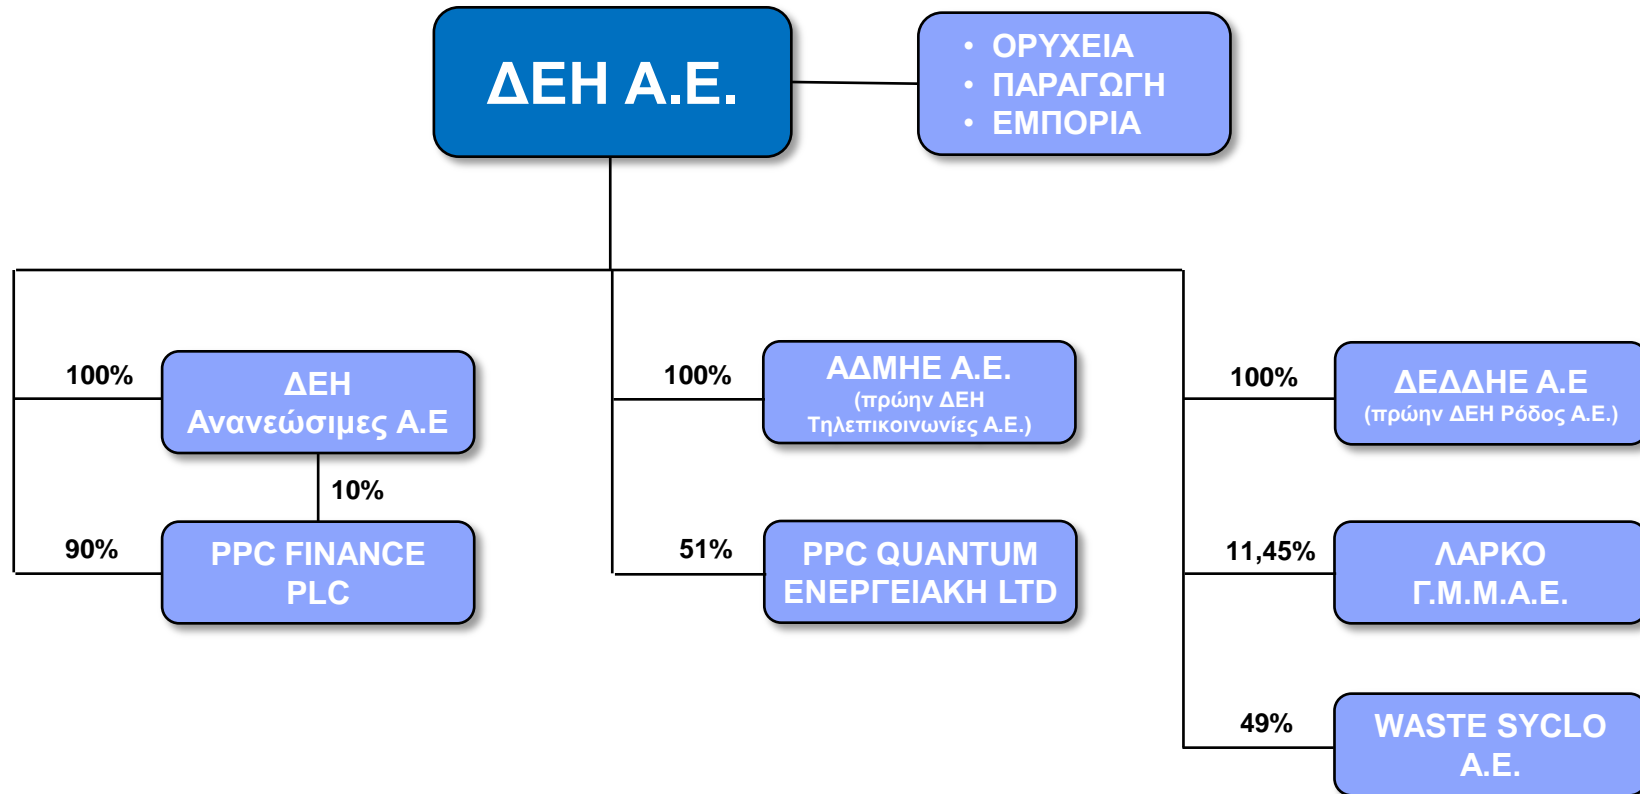 ΔΕΗ Α.Ε.
• ΟΡΥΧΕΙΑ
• ΠΑΡΑΓΩΓΗ
• ΕΜΠΟΡΙΑ
100%
ΔΕΗ
Ανανεώσιμες Α.Ε
10%
90%
PPC FINANCE
PLC
100%
ΑΔΜΗΕ Α.Ε.
(πρώην ΔΕΗ
Τηλεπικοινωνίες Α.Ε.)
51%
PPC QUANTUM
ΕΝΕΡΓΕΙΑΚΗ LTD
100%
ΔΕΔΔΗΕ Α.Ε
(πρώην ΔΕΗ Ρόδος Α.Ε.)
11,45%
ΛΑΡΚΟ
Γ.Μ.Μ.Α.Ε.
49%
WASTE SYCLO
Α.Ε.